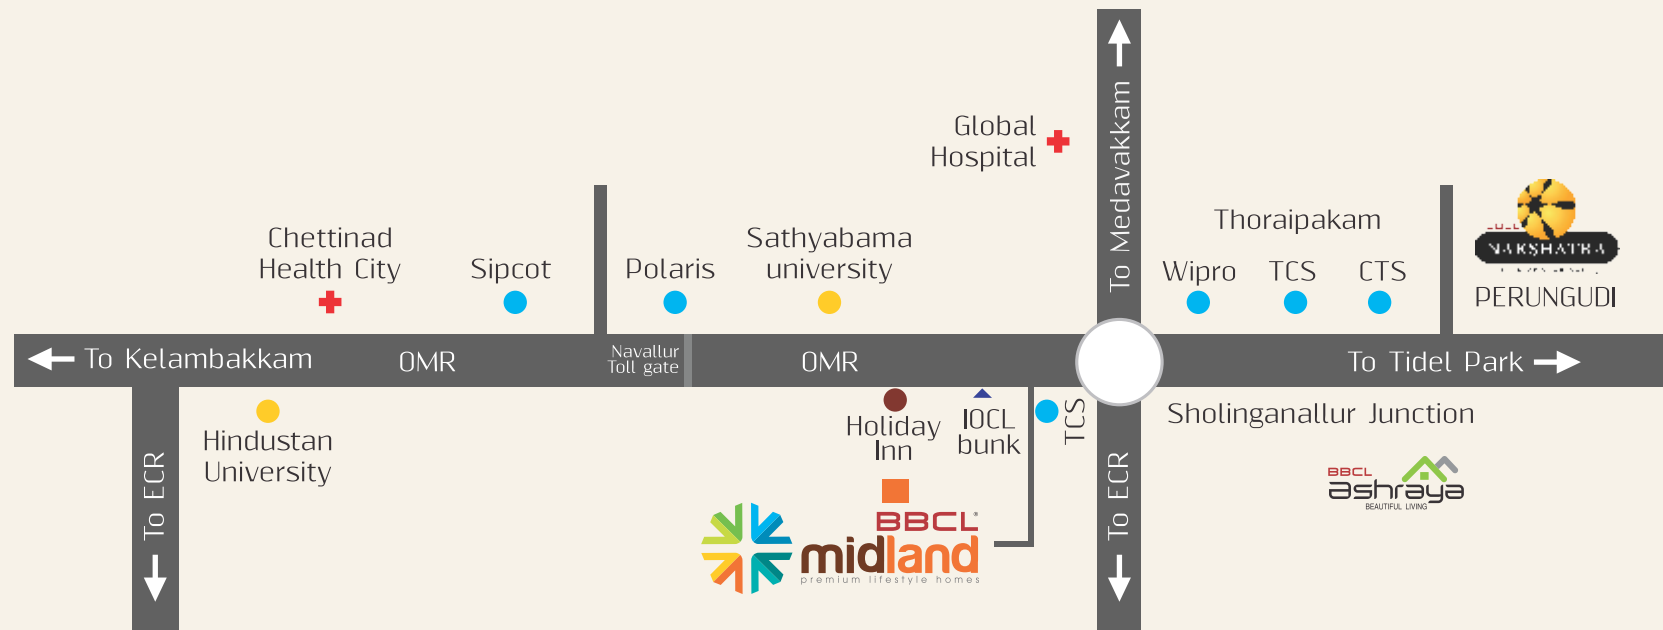 Global
Hospital
To Medavakkam
Chettinad
Health City
Sipcot
Polaris
Sathyabama
university
Thoraipakam
Wipro
TCS
CTS
NAKSHATRA
PERUNGUDI
To Kelambakkam
OMR
Navallur
Toll gate
OMR
To Tidel Park
Hindustan
University
To ECR
Holiday
Inn
IOCL
bunk
TCS
Sholinganallur Junction
To ECR
BBCL
ashraya
BEAUTIFUL LIVING
BBCL
midland
premium lifestyle homes